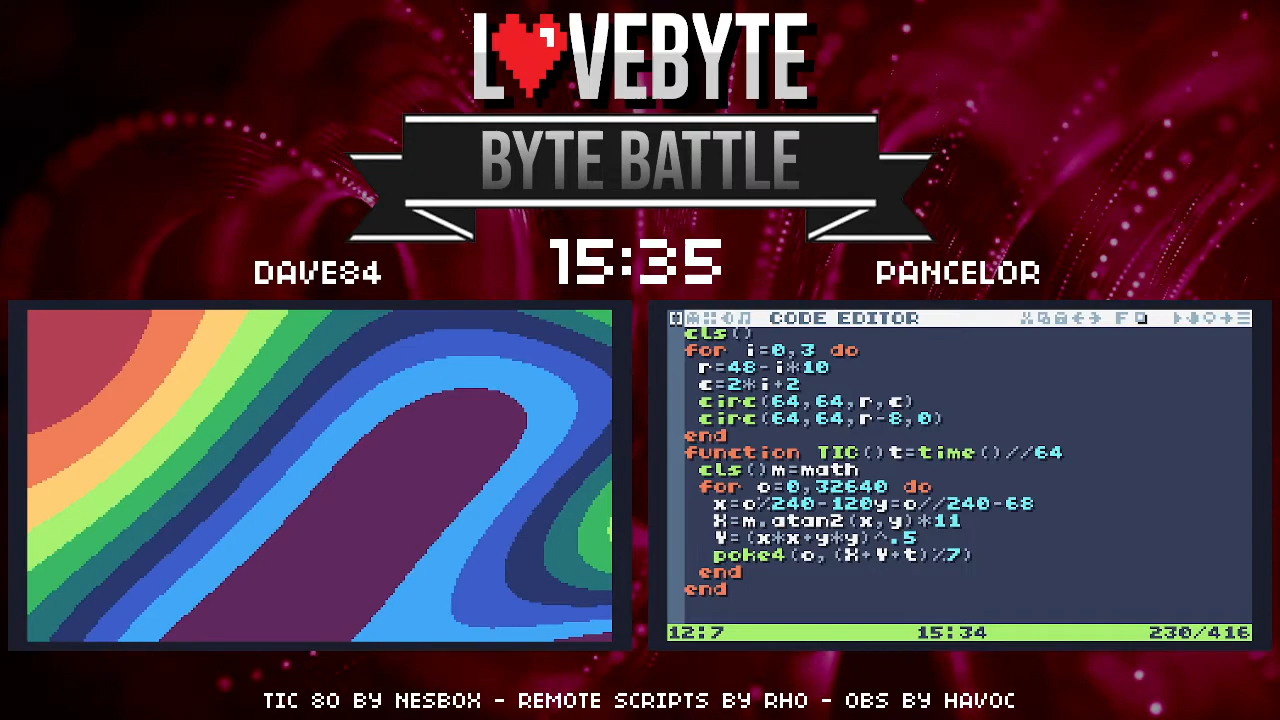 LOVEBYTE
BYTE BATTLE
DAVE84
15:35
PANCELOR
CODE EDITOR
cls()
for i=0,3 do
r=48-i*10
c=2*i+2
circ(64,64,r,c)
circ(64,64,r-8,0)
end
function TIC()t=time()//64
cls()m=math
for o=0,32640 do
x=o%240-120y=o//240-68
X=m.atan2(x,y)*11
Y=(x*x+y*y)^.5
poke4(o,(X+Y+t)%7)
end
end
12:7 15:34 230/416
TIC 80 BY NESBOX - REMOTE SCRIPTS BY RHO - OBS BY HAVOC